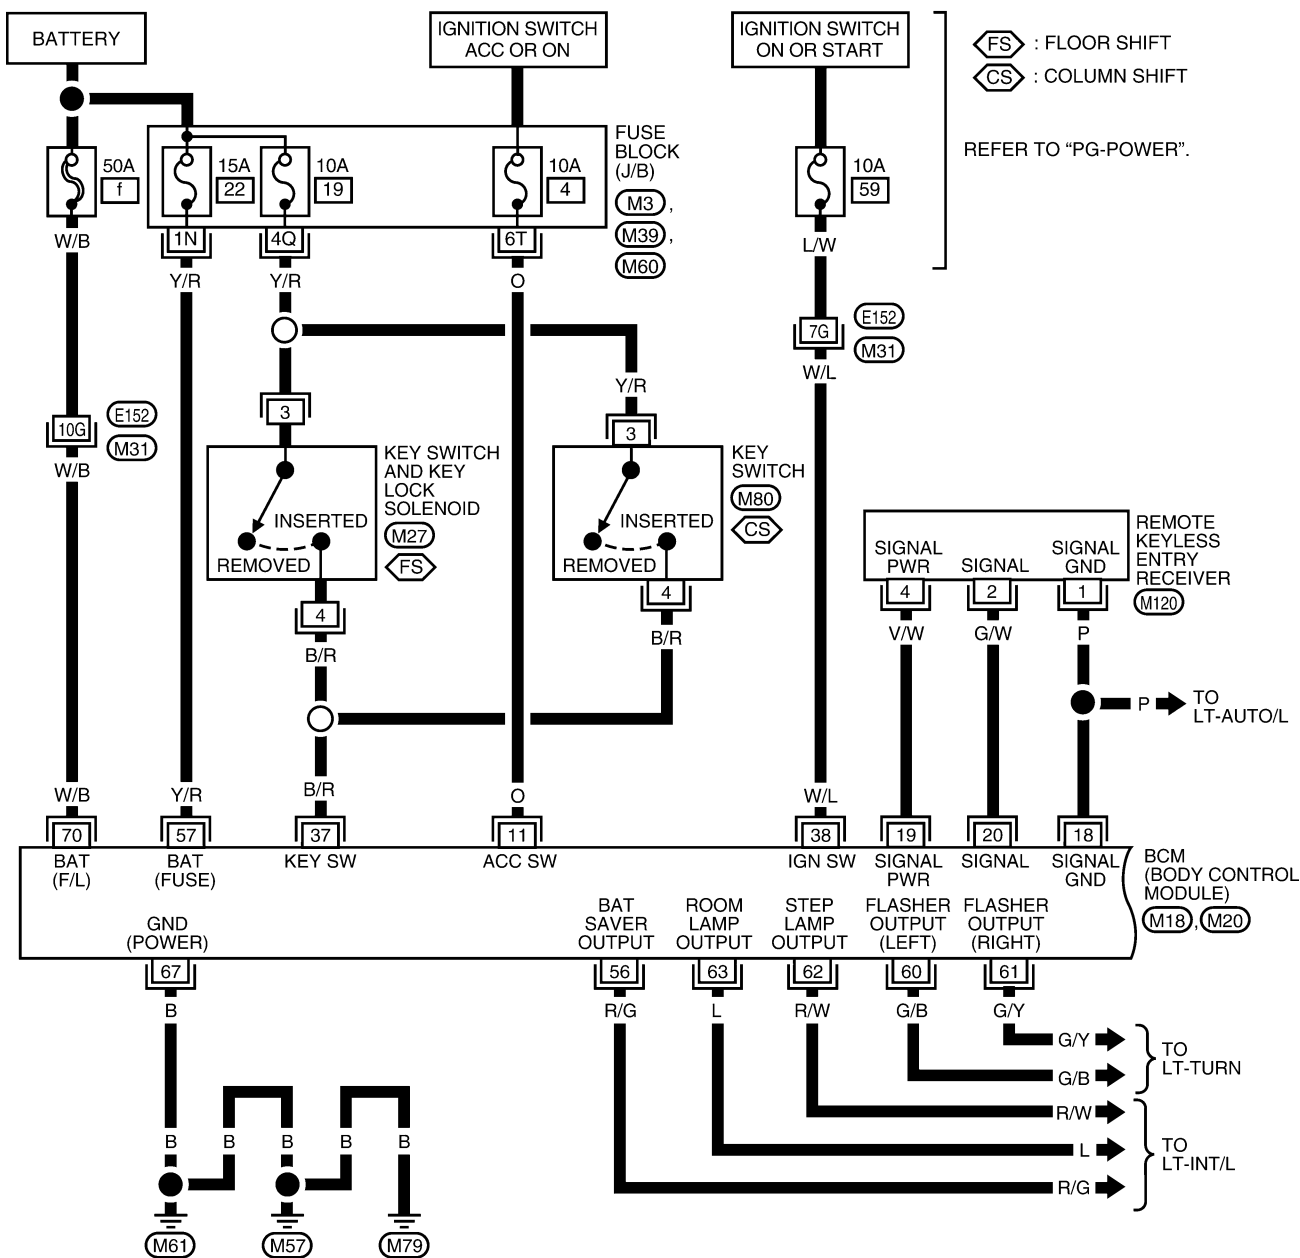 BATTERY
IGNITION SWITCH
ACC OR ON
IGNITION SWITCH
ON OR START
FS : FLOOR SHIFT
CS : COLUMN SHIFT
REFER TO “PG-POWER”.
50A
f
15A
22
10A
19
10A
4
FUSE
BLOCK
(J/B)
M3 ,
M39 ,
M60
10A
59
W/B
1N
4Q
6T
L/W
Y/R
Y/R
O
7G
E152
M31
W/L
Y/R
10G
E152
M31
W/B
3
KEY SWITCH
AND KEY
LOCK
SOLENOID
M27
FS
INSERTED
REMOVED
4
B/R
3
KEY
SWITCH
M80
CS
INSERTED
REMOVED
4
B/R
SIGNAL
PWR
SIGNAL
SIGNAL
GND
REMOTE
KEYLESS
ENTRY
RECEIVER
M120
4
2
1
V/W
G/W
P
P
TO
LT-AUTO/L
W/B
Y/R
B/R
O
W/L
70
57
37
11
38
19
20
18
BAT
(F/L)
BAT
(FUSE)
KEY SW
ACC SW
IGN SW
SIGNAL
PWR
SIGNAL
SIGNAL
GND
BCM
(BODY CONTROL
MODULE)
M18 , M20
GND
(POWER)
BAT
SAVER
OUTPUT
ROOM
LAMP
OUTPUT
STEP
LAMP
OUTPUT
FLASHER
OUTPUT
(LEFT)
FLASHER
OUTPUT
(RIGHT)
67
56
63
62
60
61
B
R/G
L
R/W
G/B
G/Y
G/Y
G/B
TO
LT-TURN
R/W
L
R/G
TO
LT-INT/L
B
B
B
B
B
M61
M57
M79